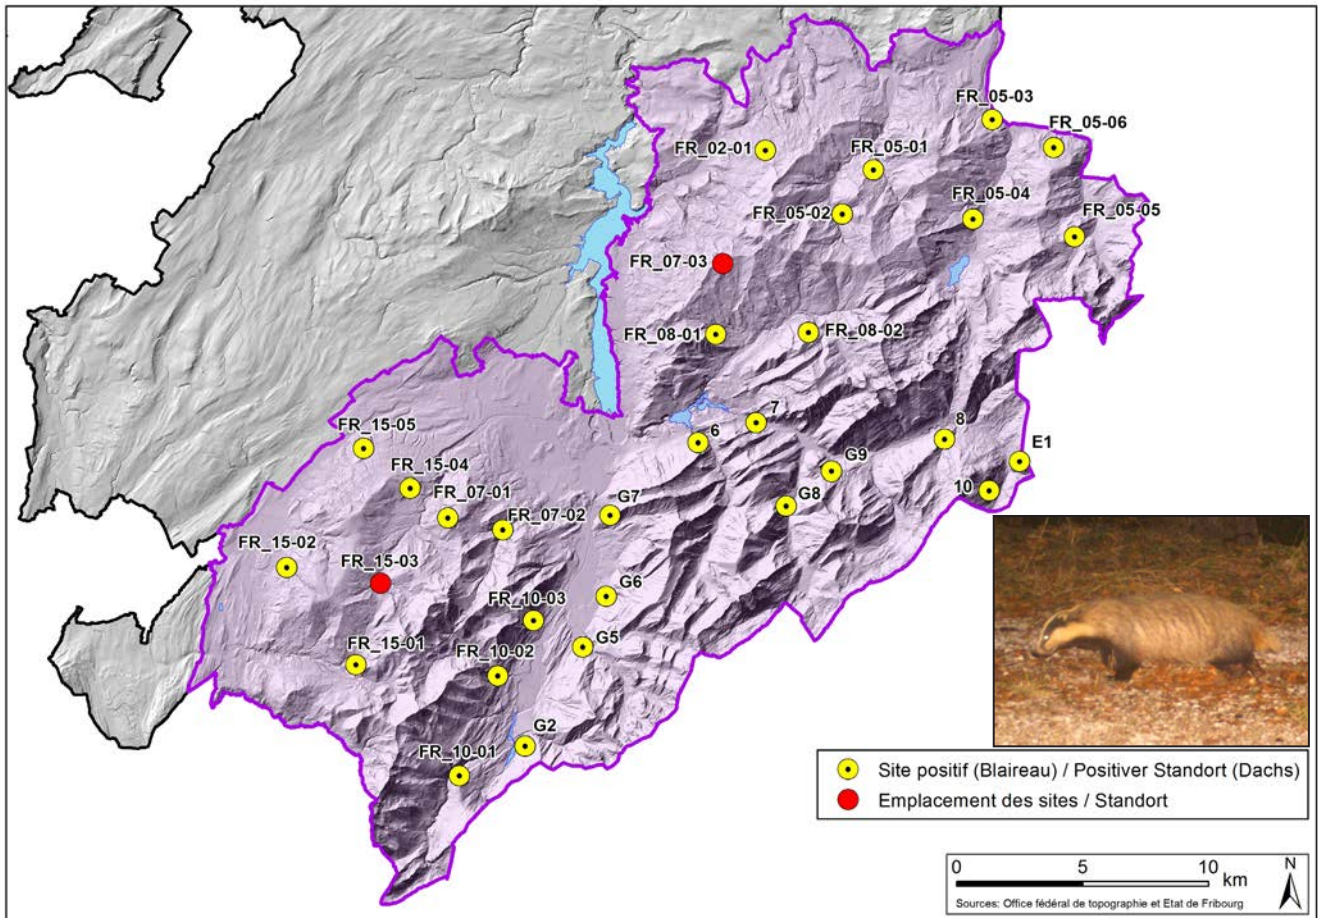 FR_05-03
FR_05-06
FR_02-01
FR_05-01
FR_05-02
FR_05-04
FR_05-05
FR_07-03
FR_08-01
FR_08-02
7
6
8
E1
G9
10
G8
G7
FR_15-05
FR_15-04
FR_07-01
FR_07-02
FR_15-02
FR_15-03
G6
FR_10-03
G5
FR_15-01
FR_10-02
G2
FR_10-01
Site positif (Blaireau) / Positiver Standort (Dachs)
Emplacement des sites / Standort
0 5 10
km
N
Sources: Office fédéral de topographie et Etat de Fribourg